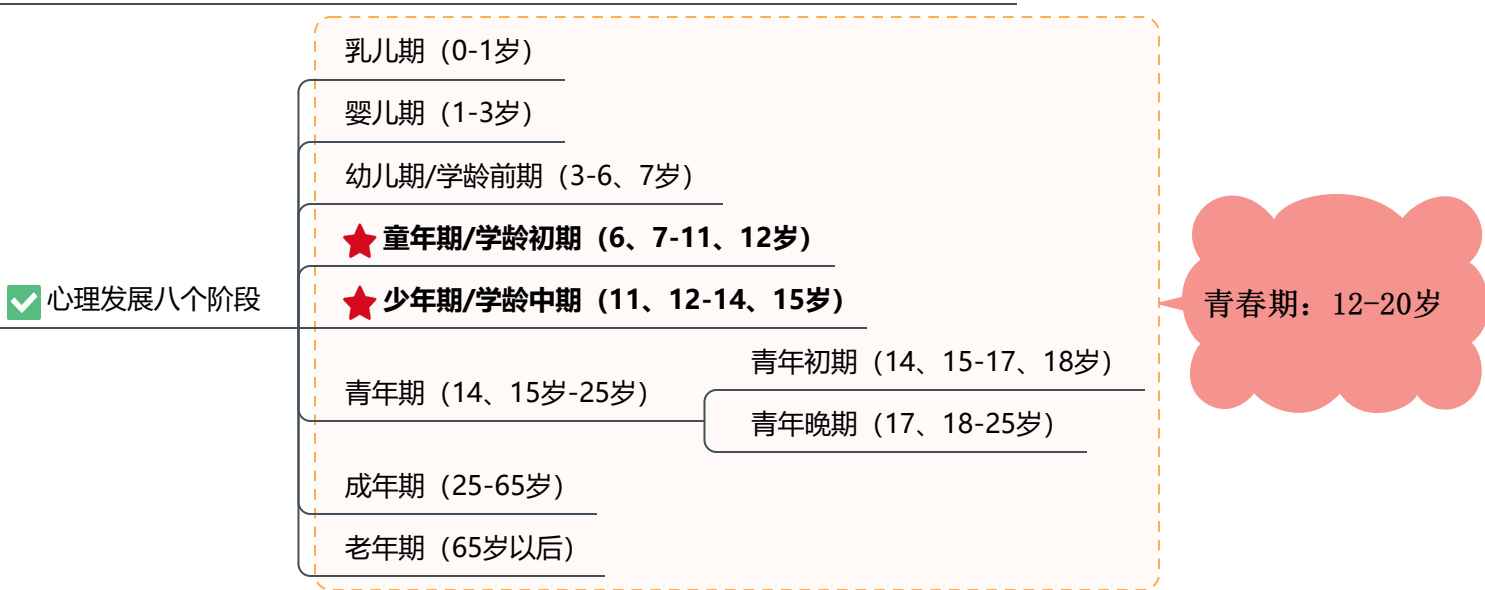 乳儿期（0-1岁）
婴儿期（1-3岁）
幼儿期/学龄前期（3-6、7岁）
童年期/学龄初期（6、7-11、12岁）
心理发展八个阶段
少年期/学龄中期（11、12-14、15岁）
青年期（14、15岁-25岁）
青年初期（14、15-17、18岁）
青年晚期（17、18-25岁）
成年期（25-65岁）
老年期（65岁以后）
青春期：12-20岁